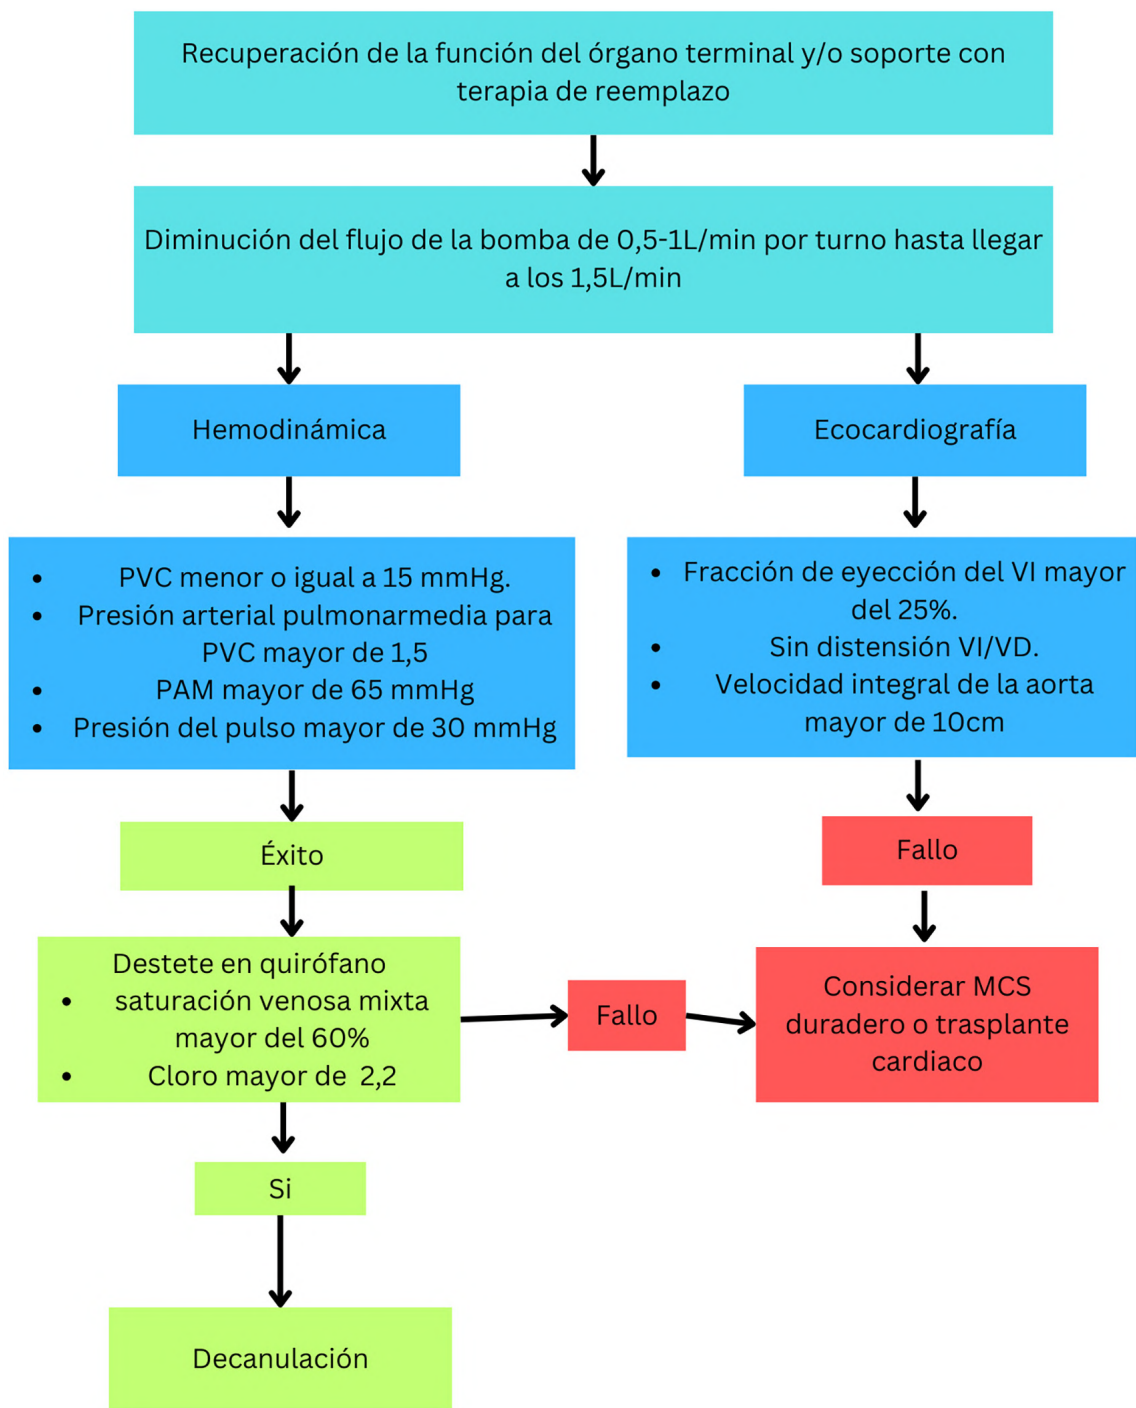 Recuperación de la función del órgano terminal y/o soporte con
terapia de reemplazo
Diminución del flujo de la bomba de 0,5-1L/min por turno hasta llegar
a los 1,5L/min
Hemodinámica
Ecocardiografía
• PVC menor o igual a 15 mmHg.
• Presión arterial pulmonarmedia para
PVC mayor de 1,5
• PAM mayor de 65 mmHg
• Presión del pulso mayor de 30 mmHg
• Fracción de eyección del VI mayor
del 25%.
• Sin distensión VI/VD.
• Velocidad integral de la aorta
mayor de 10cm
Éxito
Fallo
Destete en quirófano
• saturación venosa mixta
mayor del 60%
• Cloro mayor de 2,2
Fallo
Considerar MCS
duradero o trasplante
cardiaco
Si
Decanulación